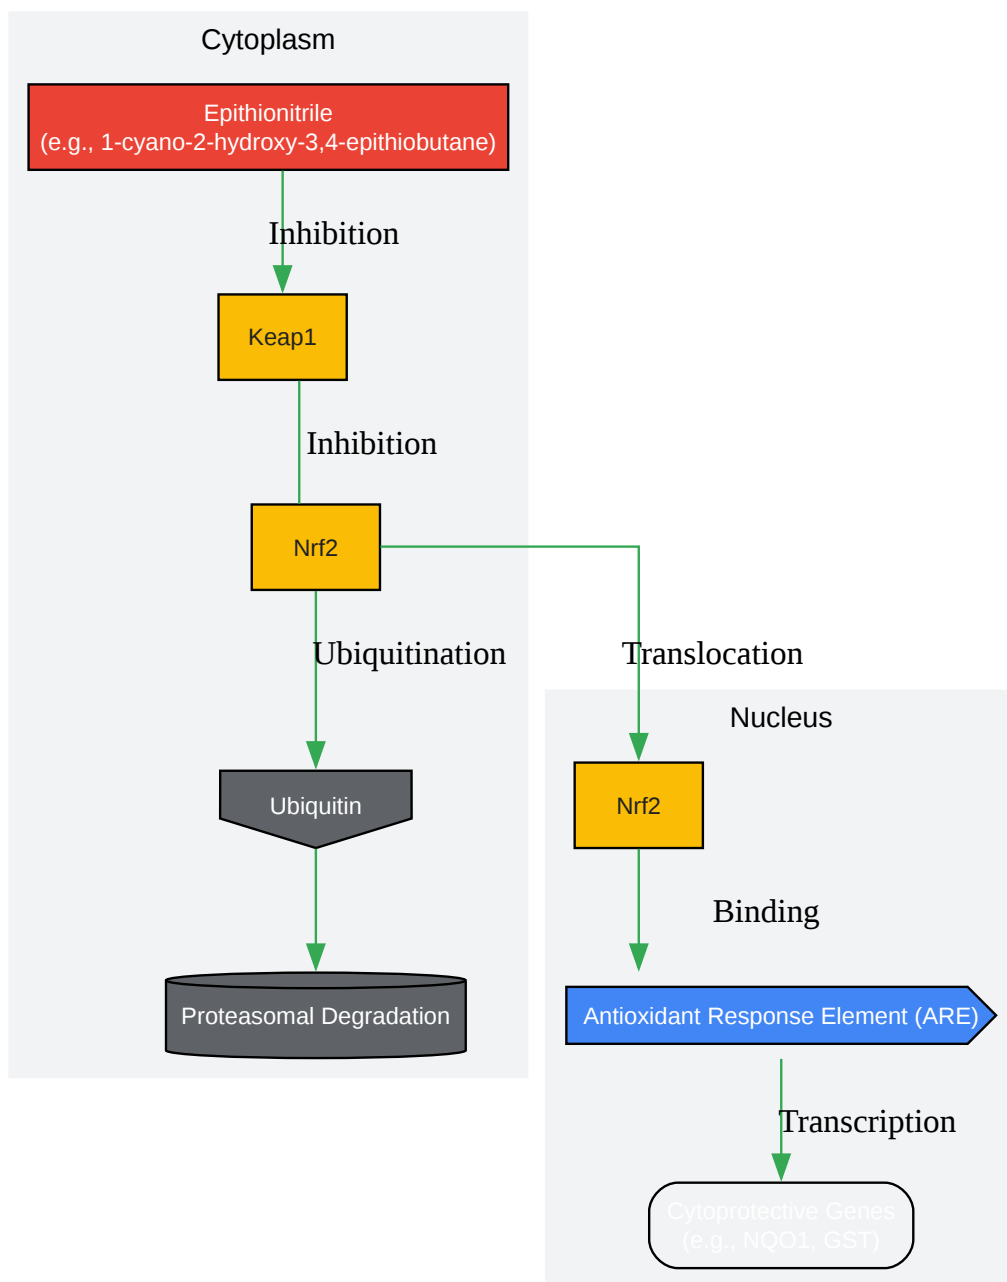 Cytoplasm
Epithionitrile
(e.g., 1-cyano-2-hydroxy-3,4-epithiobutane)
Inhibition
Keap1
Inhibition
Nrf2
Ubiquitination
Translocation
Nucleus
Ubiquitin
Nrf2
Binding
Proteasomal Degradation
Antioxidant Response Element (ARE)
Transcription
Cytoprotective Genes
(e.g., NQO1, GST)